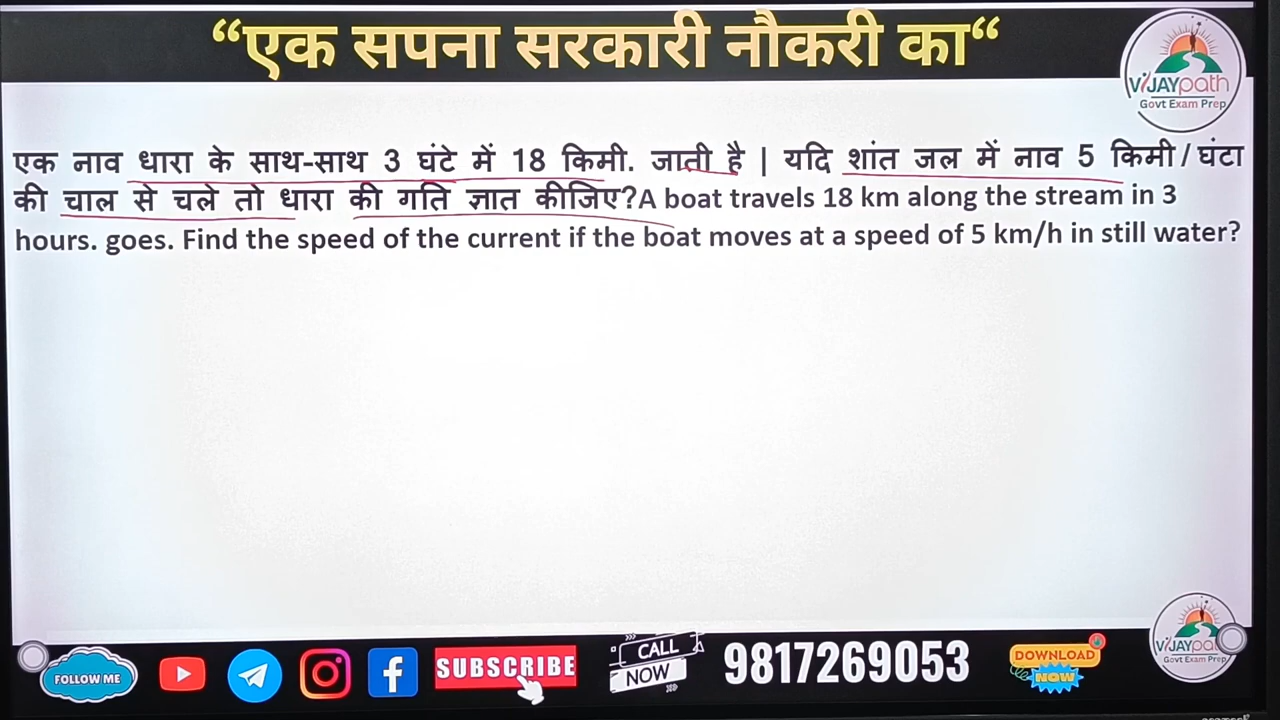 “एक सपना सरकारी नौकरी का“
VIJAYpath
Govt Exam Prep
एक नाव धारा के साथ-साथ 3 घंटे में 18 किमी. जाती है | यदि शांत जल में नाव 5 किमी/घंटा
की चाल से चले तो धारा की गति ज्ञात कीजिए?A boat travels 18 km along the stream in 3
hours. goes. Find the speed of the current if the boat moves at a speed of 5 km/h in still water?
FOLLOW ME
SUBSCRIBE
CALL
NOW
9817269053
DOWNLOAD
NOW
VIJAYpath
Govt Exam Prep